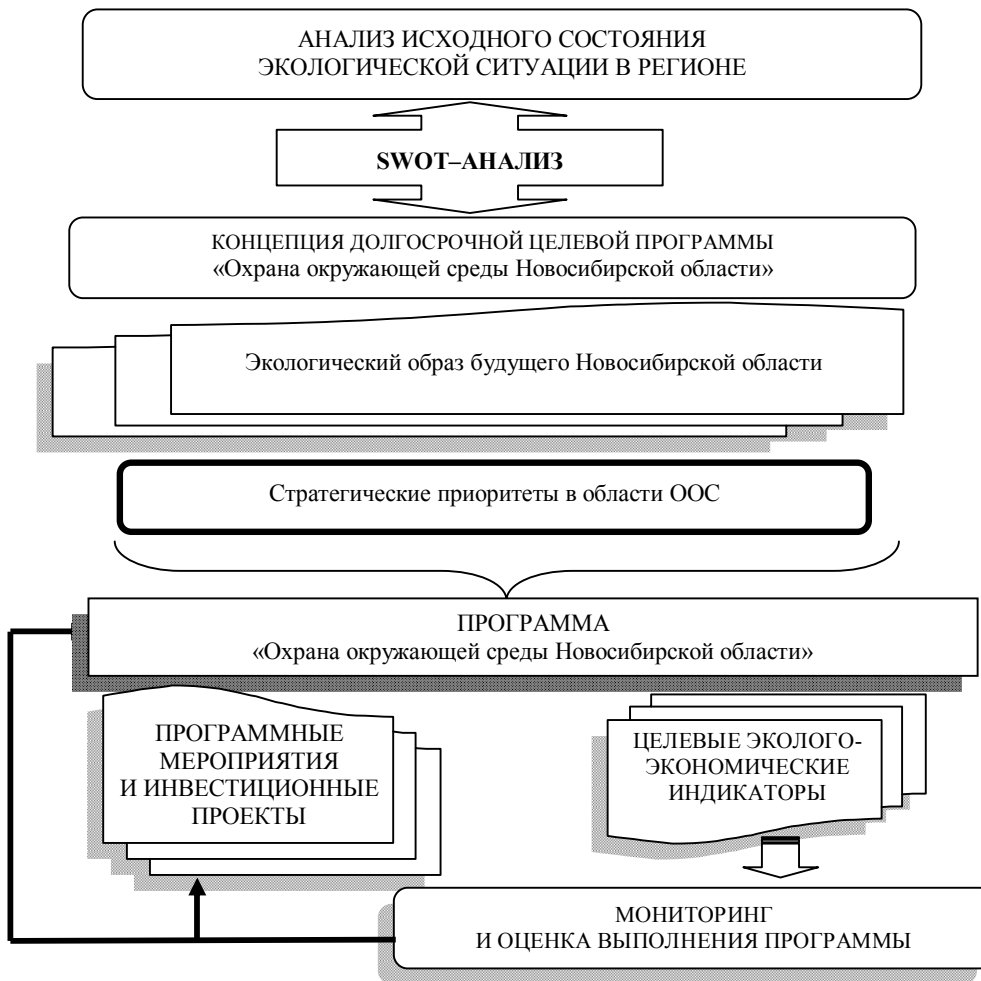 АНАЛИЗ ИСХОДНОГО СОСТОЯНИЯ
ЭКОЛОГИЧЕСКОЙ СИТУАЦИИ В РЕГИОНЕ
SWOT–АНАЛИЗ
КОНЦЕПЦИЯ ДОЛГОСРОЧНОЙ ЦЕЛЕВОЙ ПРОГРАММЫ
«Охрана окружающей среды Новосибирской области»
Экологический образ будущего Новосибирской области
Стратегические приоритеты в области ООС
ПРОГРАММА
«Охрана окружающей среды Новосибирской области»
ПРОГРАММНЫЕ
МЕРОПРИЯТИЯ
И ИНВЕСТИЦИОННЫЕ
ПРОЕКТЫ
ЦЕЛЕВЫЕ ЭКОЛОГО-
ЭКОНОМИЧЕСКИЕ
ИНДИКАТОРЫ
МОНИТОРИНГ
И ОЦЕНКА ВЫПОЛНЕНИЯ ПРОГРАММЫ